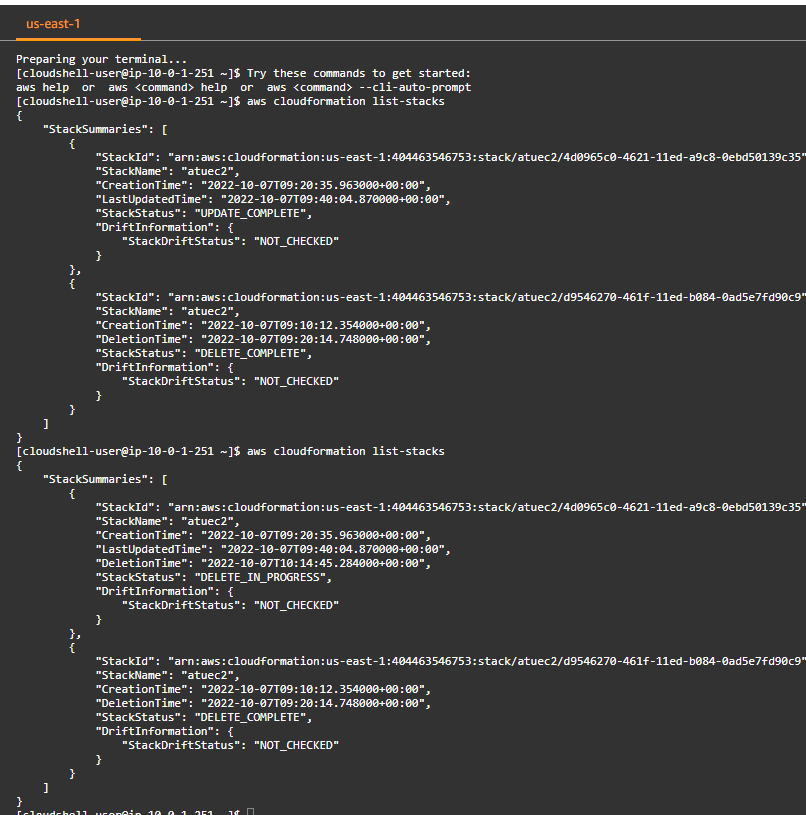 us-east-1
Preparing your terminal...
[cloudshell-user@ip-10-0-1-251 ~]$ Try these commands to get started:
aws help  or  aws <command> help  or  aws <command> --cli-auto-prompt
[cloudshell-user@ip-10-0-1-251 ~]$ aws cloudformation list-stacks
{
    "StackSummaries": [
        {
            "StackId": "arn:aws:cloudformation:us-east-1:404463546753:stack/atuec2/4d0965c0-4621-11ed-a9c8-0ebd50139c35"
            "StackName": "atuec2",
            "CreationTime": "2022-10-07T09:20:35.963000+00:00",
            "LastUpdatedTime": "2022-10-07T09:40:04.870000+00:00",
            "StackStatus": "UPDATE_COMPLETE",
            "DriftInformation": {
                "StackDriftStatus": "NOT_CHECKED"
            }
        },
        {
            "StackId": "arn:aws:cloudformation:us-east-1:404463546753:stack/atuec2/d9546270-461f-11ed-b084-0ad5e7fd90c9"
            "StackName": "atuec2",
            "CreationTime": "2022-10-07T09:10:12.354000+00:00",
            "DeletionTime": "2022-10-07T09:20:14.748000+00:00",
            "StackStatus": "DELETE_COMPLETE",
            "DriftInformation": {
                "StackDriftStatus": "NOT_CHECKED"
            }
        }
    ]
}
[cloudshell-user@ip-10-0-1-251 ~]$ aws cloudformation list-stacks
{
    "StackSummaries": [
        {
            "StackId": "arn:aws:cloudformation:us-east-1:404463546753:stack/atuec2/4d0965c0-4621-11ed-a9c8-0ebd50139c35"
            "StackName": "atuec2",
            "CreationTime": "2022-10-07T09:20:35.963000+00:00",
            "LastUpdatedTime": "2022-10-07T09:40:04.870000+00:00",
            "DeletionTime": "2022-10-07T10:14:45.284000+00:00",
            "StackStatus": "DELETE_IN_PROGRESS",
            "DriftInformation": {
                "StackDriftStatus": "NOT_CHECKED"
            }
        },
        {
            "StackId": "arn:aws:cloudformation:us-east-1:404463546753:stack/atuec2/d9546270-461f-11ed-b084-0ad5e7fd90c9"
            "StackName": "atuec2",
            "CreationTime": "2022-10-07T09:10:12.354000+00:00",
            "DeletionTime": "2022-10-07T09:20:14.748000+00:00",
            "StackStatus": "DELETE_COMPLETE",
            "DriftInformation": {
                "StackDriftStatus": "NOT_CHECKED"
            }
        }
    ]
}
[cloudshell-user@ip-10-0-1-251 ~]$